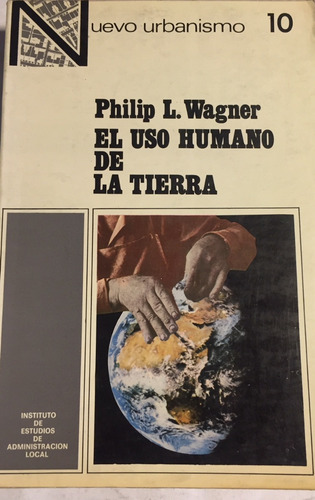 Nuevo urbanismo 10
Philip L. Wagner
EL USO HUMANO
DE
LA TIERRA
INSTITUTO
DE
ESTUDIOS
DE
ADMINISTRACION
LOCAL